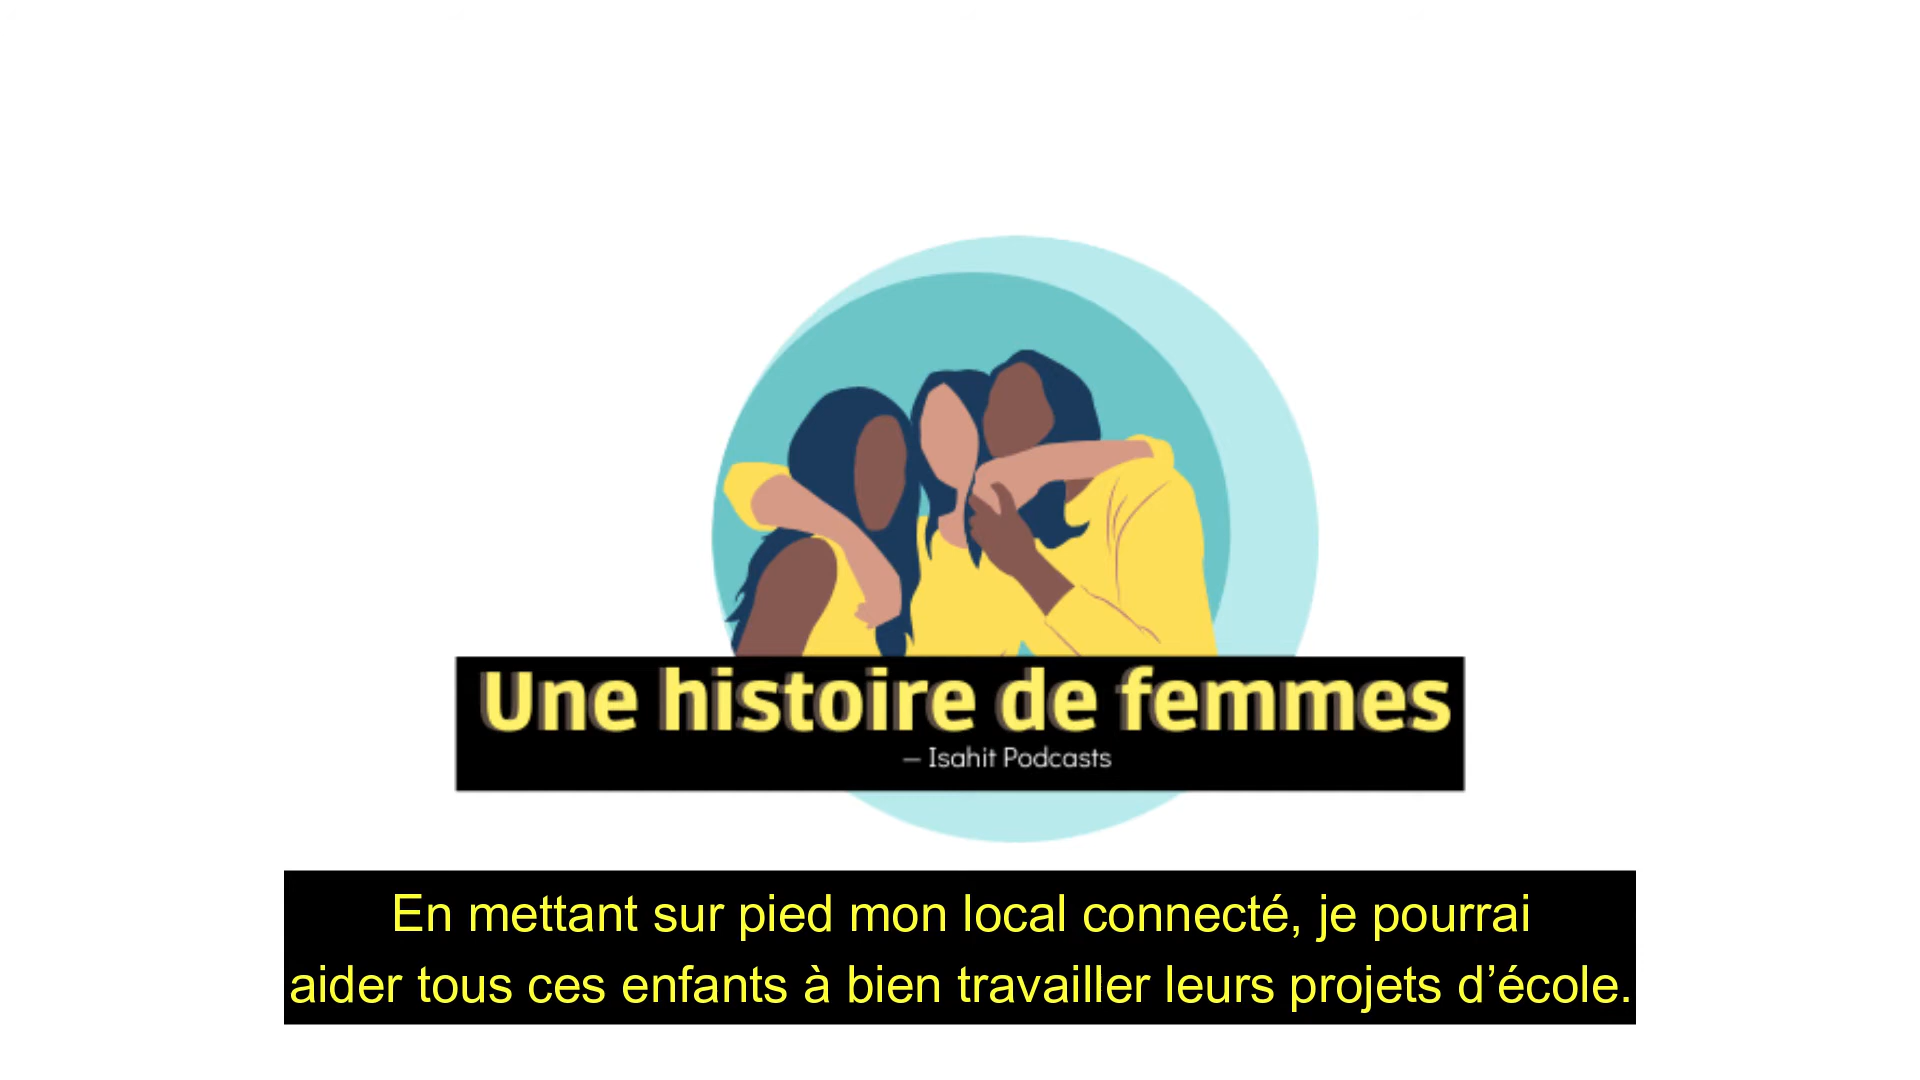 Une histoire de femmes
— Isahit Podcasts
En mettant sur pied mon local connecté, je pourrai
aider tous ces enfants à bien travailler leurs projets d’école.